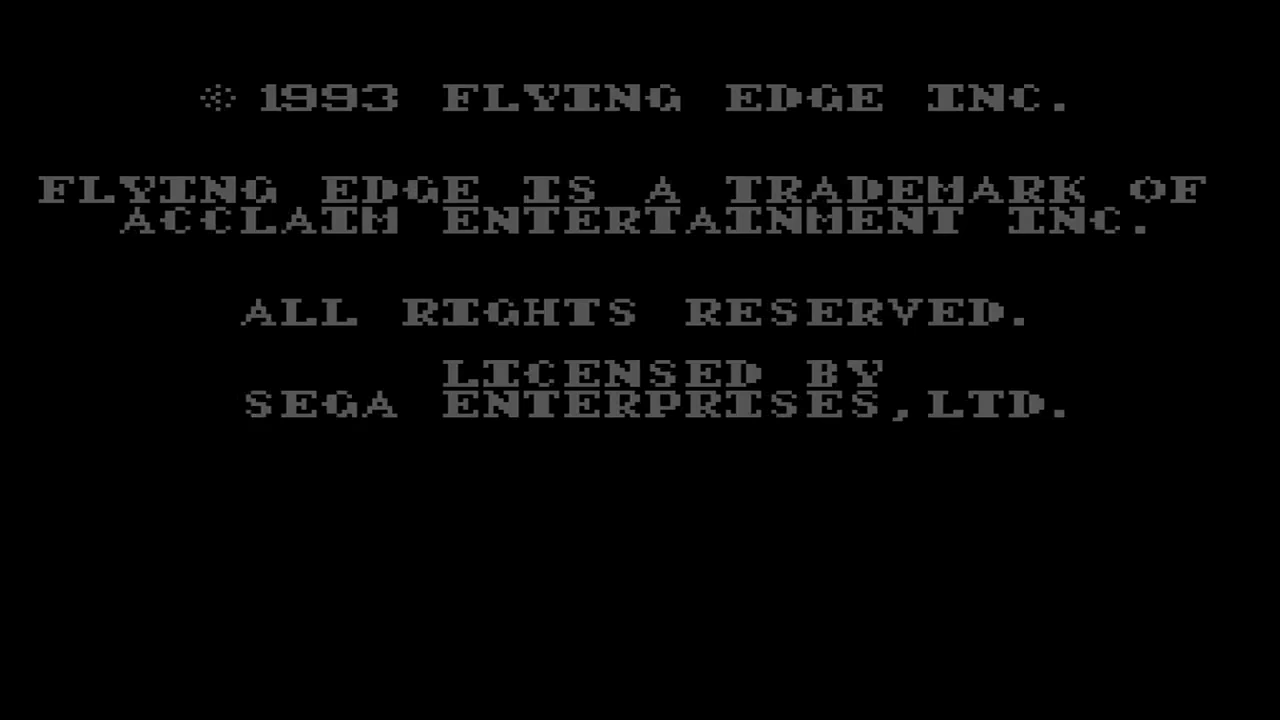 © 1993 FLYING EDGE INC.
FLYING EDGE IS A TRADEMARK OF
ACCLAIM ENTERTAINMENT INC.
ALL RIGHTS RESERVED.
LICENSED BY
SEGA ENTERPRISES,LTD.